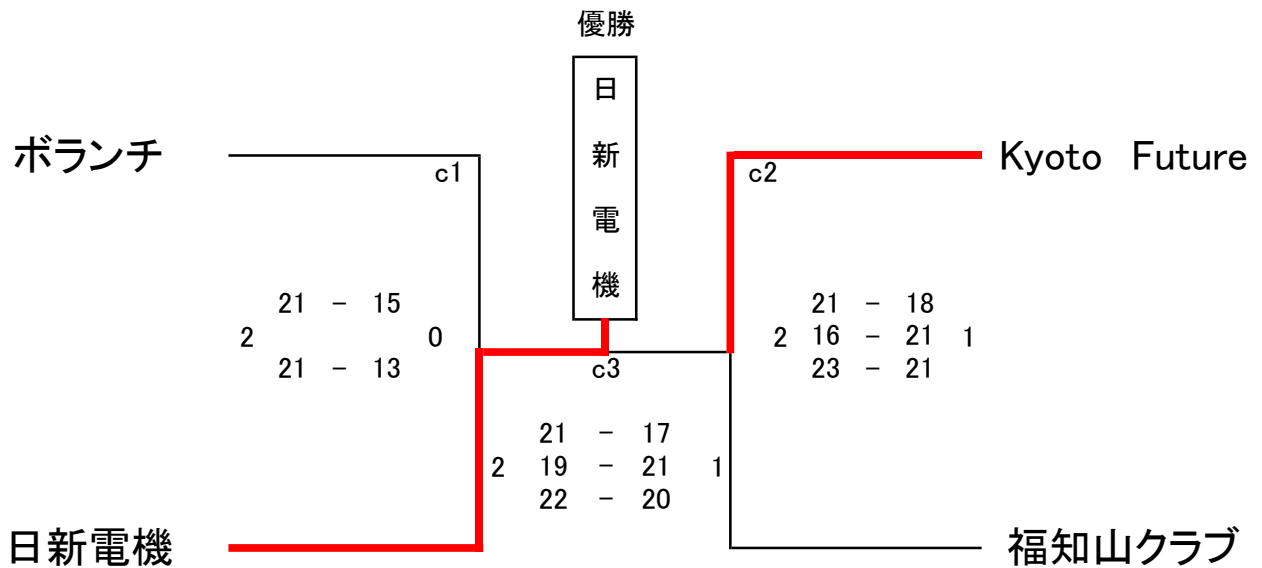 優勝
日新電機
ボランチ
c1
c2
Kyoto Future
21 － 15
2 0
21 － 13
21 － 18
2 16 － 21 1
23 － 21
c3
21 － 17
2 19 － 21 1
22 － 20
日新電機
福知山クラブ